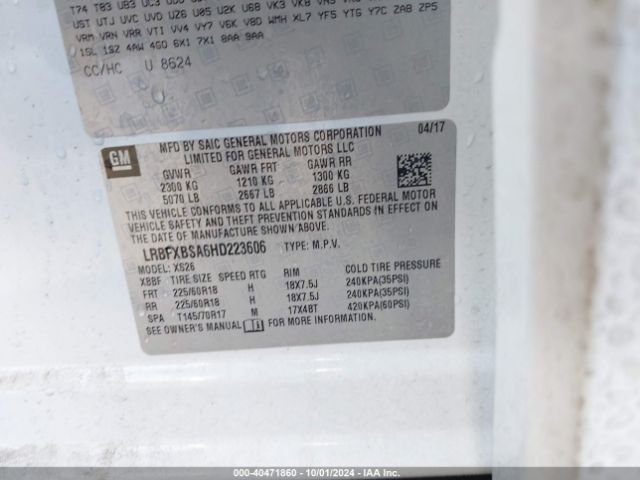 T74 T83 UB3 UC3
UST UTJ UVC UVD UZ6 U05 U2K U68 VK3 VK8
VRM VRN VRR VTI VV4 VY7 V6K V8D WMH XL7 YF5 YTG Y7C ZAB ZP5
1SL 1SZ 4AW 4G0 6X1 7X1 8AA 9AA
CC/HC U 8624
GM
MFD BY SAIC GENERAL MOTORS CORPORATION 04/17
LIMITED FOR GENERAL MOTORS LLC
GVWR GAWR FRT GAWR RR
2300 KG 1210 KG 1300 KG
5070 LB 2667 LB 2866 LB
THIS VEHICLE CONFORMS TO ALL APPLICABLE U.S. FEDERAL MOTOR
VEHICLE SAFETY AND THEFT PREVENTION STANDARDS IN EFFECT ON THE
DATE OF MANUFACTURE SHOWN ABOVE.
LRBFXBSA6HD223606 TYPE: M.P.V.
MODEL: XS26
XBBF TIRE SIZE SPEED RTG RIM COLD TIRE PRESSURE
FRT 225/60R18 H 18X7.5J 240KPA(35PSI)
RR 225/60R18 H 18X7.5J 240KPA(35PSI)
SPA T145/70R17 M 17X4BT 420KPA(60PSI)
SEE OWNER'S MANUAL FOR MORE INFORMATION
000-40471860 - 10/01/2024 - IAA Inc.